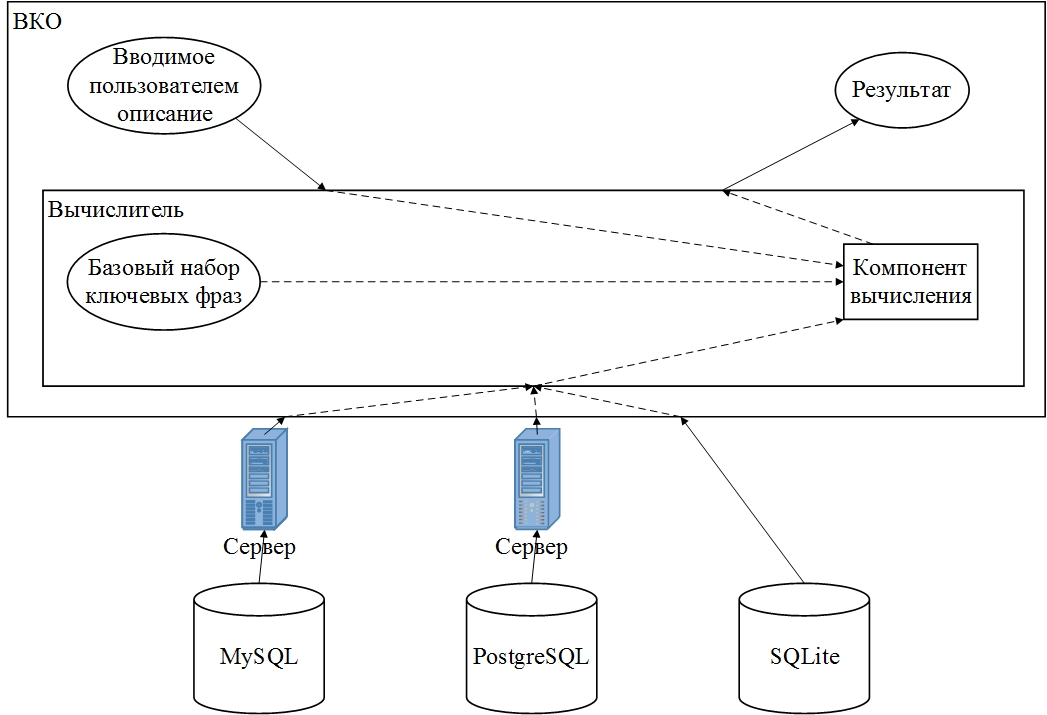 ВКО
Вводимое
пользователем
описание
Результат
Вычислитель
Базовый набор
ключевых фраз
Компонент
вычисления
Сервер
Сервер
MySQL
PostgreSQL
SQLite